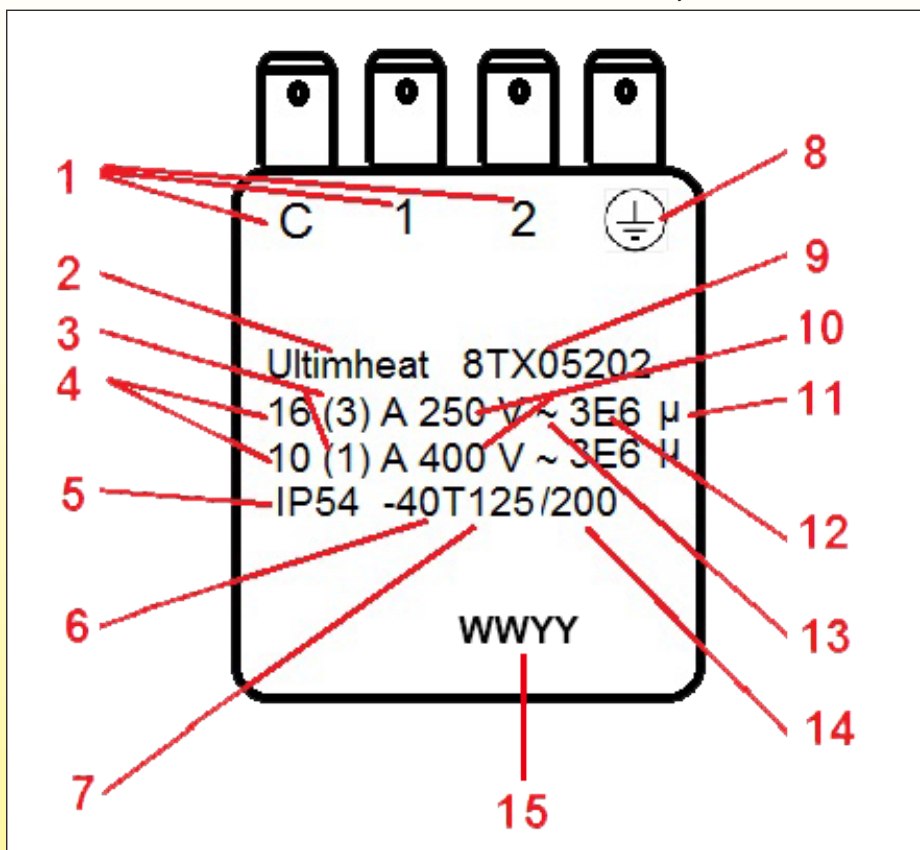 1 C 1 2 8
2 9
3 Ultimheat 8TX05202 10
4 16 (3) A 250 V ~ 3E6 µ 11
10 (1) A 400 V ~ 3E6 µ
5 IP54 -40T125/200 12
6 WWYY 13
14
7 15